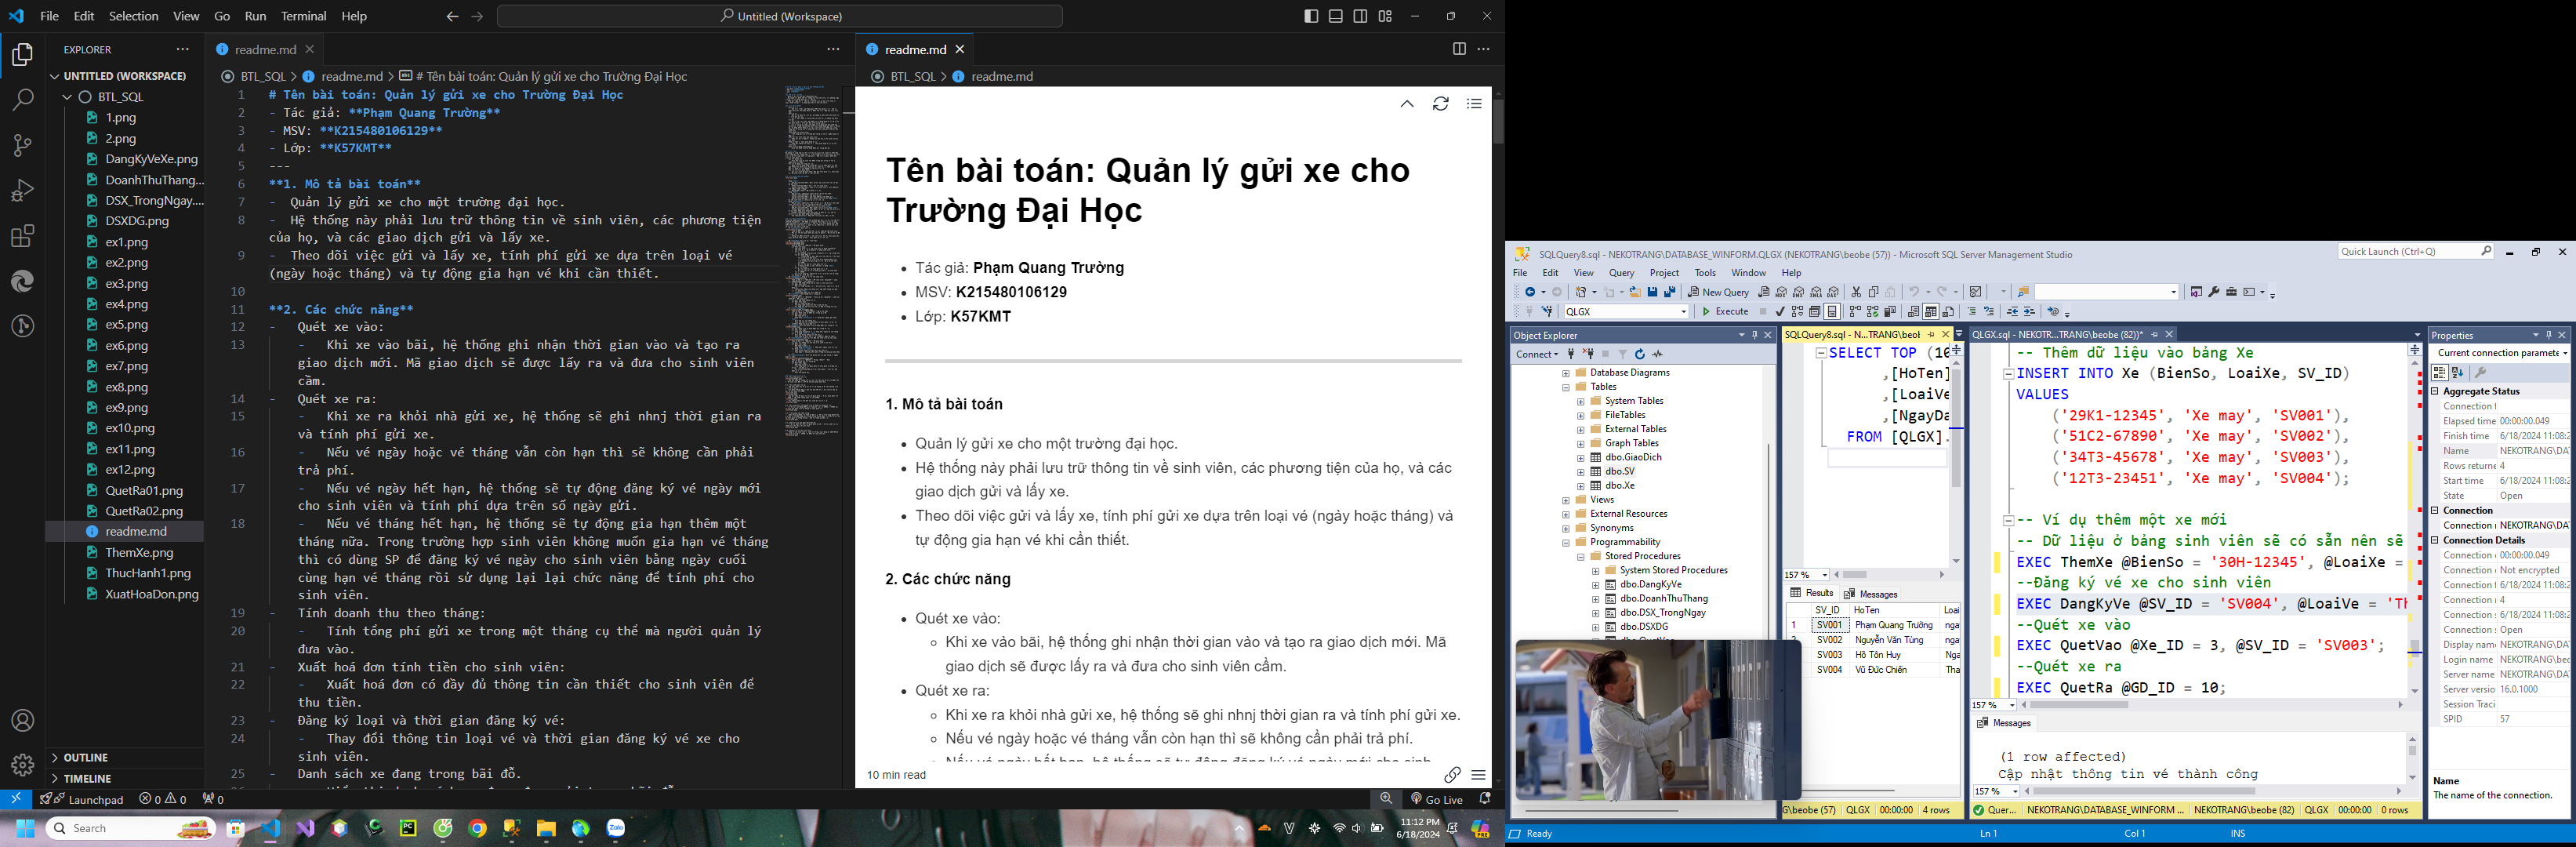 File Edit Selection View Go Run Terminal Help
Untitled (Workspace)
EXPLORER
UNTITLED (WORKSPACE)
BTL_SQL
1.png
2.png
DangKyVeXe.png
DoanhThuThang...
DSX_TrongNgay....
DSXDG.png
ex1.png
ex2.png
ex3.png
ex4.png
ex5.png
ex6.png
ex7.png
ex8.png
ex9.png
ex10.png
ex11.png
ex12.png
QuetRa01.png
QuetRa02.png
readme.md
ThemXe.png
ThucHanh1.png
XuatHoaDon.png
OUTLINE
TIMELINE
readme.md
BTL_SQL > readme.md > # Tên bài toán: Quản lý gửi xe cho Trường Đại Học
1 # Tên bài toán: Quản lý gửi xe cho Trường Đại Học
2 - Tác giả: **Phạm Quang Trường**
3 - MSV: **K215480106129**
4 - Lớp: **K57KMT**
5 ---
6 **1. Mô tả bài toán**
7 - Quản lý gửi xe cho một trường đại học.
8 - Hệ thống này phải lưu trữ thông tin về sinh viên, các phương tiện
của họ, và các giao dịch gửi và lấy xe.
9 - Theo dõi việc gửi và lấy xe, tính phí gửi xe dựa trên loại vé
(ngày hoặc tháng) và tự động gia hạn vé khi cần thiết.
10
11 **2. Các chức năng**
12 - Quét xe vào:
13 - Khi xe vào bãi, hệ thống ghi nhận thời gian vào và tạo ra
giao dịch mới. Mã giao dịch sẽ được lấy ra và đưa cho sinh viên
cầm.
14 - Quét xe ra:
15 - Khi xe ra khỏi nhà gửi xe, hệ thống sẽ ghi nhnj thời gian ra
và tính phí gửi xe.
16 - Nếu vé ngày hoặc vé tháng vẫn còn hạn thì sẽ không cần phải
trả phí.
17 - Nếu vé ngày hết hạn, hệ thống sẽ tự động đăng ký vé ngày mới
cho sinh viên và tính phí dựa trên số ngày gửi.
18 - Nếu vé tháng hết hạn, hệ thống sẽ tự động gia hạn thêm một
tháng nữa. Trong trường hợp sinh viên không muốn gia hạn vé tháng
thì có dùng SP để đăng ký vé ngày cho sinh viên bằng ngày cuối
cùng hạn vé tháng rồi sử dụng lại lại chức năng để tính phí cho
sinh viên.
19 - Tính doanh thu theo tháng:
20 - Tính tổng phí gửi xe trong một tháng cụ thể mà người quản lý
đưa vào.
21 - Xuất hoá đơn tính tiền cho sinh viên:
22 - Xuất hoá đơn có đầy đủ thông tin cần thiết cho sinh viên để
thu tiền.
23 - Đăng ký loại và thời gian đăng ký vé:
24 - Thay đổi thông tin loại vé và thời gian đăng ký vé xe cho
sinh viên.
25 - Danh sách xe đang trong bãi đỗ.
readme.md
BTL_SQL > readme.md
Tên bài toán: Quản lý gửi xe cho
Trường Đại Học
Tác giả: Phạm Quang Trường
MSV: K215480106129
Lớp: K57KMT
1. Mô tả bài toán
Quản lý gửi xe cho một trường đại học.
Hệ thống này phải lưu trữ thông tin về sinh viên, các phương tiện của họ, và các
giao dịch gửi và lấy xe.
Theo dõi việc gửi và lấy xe, tính phí gửi xe dựa trên loại vé (ngày hoặc tháng) và
tự động gia hạn vé khi cần thiết.
2. Các chức năng
Quét xe vào:
Khi xe vào bãi, hệ thống ghi nhận thời gian vào và tạo ra giao dịch mới. Mã
giao dịch sẽ được lấy ra và đưa cho sinh viên cầm.
Quét xe ra:
Khi xe ra khỏi nhà gửi xe, hệ thống sẽ ghi nhnj thời gian ra và tính phí gửi xe.
Nếu vé ngày hoặc vé tháng vẫn còn hạn thì sẽ không cần phải trả phí.
10 min read
Launchpad 0 0 0
Go Live
Search
11:12 PM
6/18/2024
SQLQuery8.sql - NEKOTRANG\DATABASE_WINFORM.QLGX (NEKOTRANG\beobe (57)) - Microsoft SQL Server Management Studio
Quick Launch (Ctrl+Q)
File Edit View Query Project Tools Window Help
New Query
QLGX
Execute
Object Explorer
Connect
Database Diagrams
Tables
System Tables
FileTables
External Tables
Graph Tables
dbo.GiaoDich
dbo.SV
dbo.Xe
Views
External Resources
Synonyms
Programmability
Stored Procedures
System Stored Procedures
dbo.DangKyVe
dbo.DoanhThuThang
dbo.DSX_TrongNgay
dbo.DSXDG
SQLQuery8.sql - N...TRANG\beol
SELECT TOP (10
,[HoTen]
,[LoaiVe
,[NgayDa
FROM [QLGX].
157 %
Results Messages
SV_ID HoTen Loai
1 SV001 Phạm Quang Trường ngay
SV002 Nguyễn Văn Tùng nga
SV003 Hồ Tôn Huy Nga
SV004 Vũ Đức Chiến Tha
G\beobe (57) QLGX 00:00:00 4 rows
QLGX.sql - NEKOTR...TRANG\beobe (82))*
-- Thêm dữ liệu vào bảng Xe
INSERT INTO Xe (BienSo, LoaiXe, SV_ID)
VALUES
('29K1-12345', 'Xe may', 'SV001'),
('51C2-67890', 'Xe may', 'SV002'),
('34T3-45678', 'Xe may', 'SV003'),
('12T3-23451', 'Xe may', 'SV004');
-- Ví dụ thêm một xe mới
-- Dữ liệu ở bảng sinh viên sẽ có sẵn nên sẽ
EXEC ThemXe @BienSo = '30H-12345', @LoaiXe =
--Đăng ký vé xe cho sinh viên
EXEC DangKyVe @SV_ID = 'SV004', @LoaiVe = 'Th
--Quét xe vào
EXEC QuetVao @Xe_ID = 3, @SV_ID = 'SV003';
--Quét xe ra
EXEC QuetRa @GD_ID = 10;
157 %
Messages
(1 row affected)
Cập nhật thông tin vé thành công
157 %
Quer... NEKOTRANG\DATABASE_WINFORM ... NEKOTRANG\beobe (82) QLGX 00:00:00 0 rows
Properties
Current connection paramete
Aggregate Status
Connection f
Elapsed time 00:00:00.049
Finish time 6/18/2024 11:08:2
Name NEKOTRANG\DA
Rows returne 4
Start time 6/18/2024 11:08:2
State Open
Connection
Connection r NEKOTRANG\DA
Connection Details
Connection 00:00:00.049
Connection Not encrypted
Connection 6/18/2024 11:08:2
Connection 4
Connection 6/18/2024 11:08:2
Connection Open
Display name NEKOTRANG\DA
Login name NEKOTRANG\beo
Server name NEKOTRANG\DA
Server versio 16.0.1000
Session Traci
SPID 57
Name
The name of the connection.
Ready Ln 1 Col 1 INS